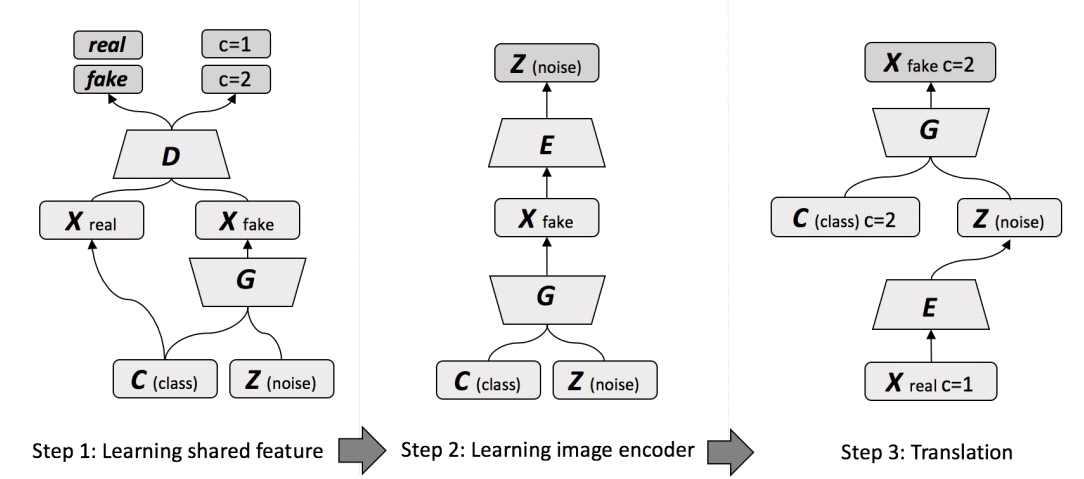 real
fake
c=1
c=2
D
X real
X fake
G
C (class)
Z (noise)
Step 1: Learning shared feature
Z (noise)
E
X fake
G
C (class)
Z (noise)
Step 2: Learning image encoder
X fake c=2
G
C (class) c=2
Z (noise)
E
X real c=1
Step 3: Translation